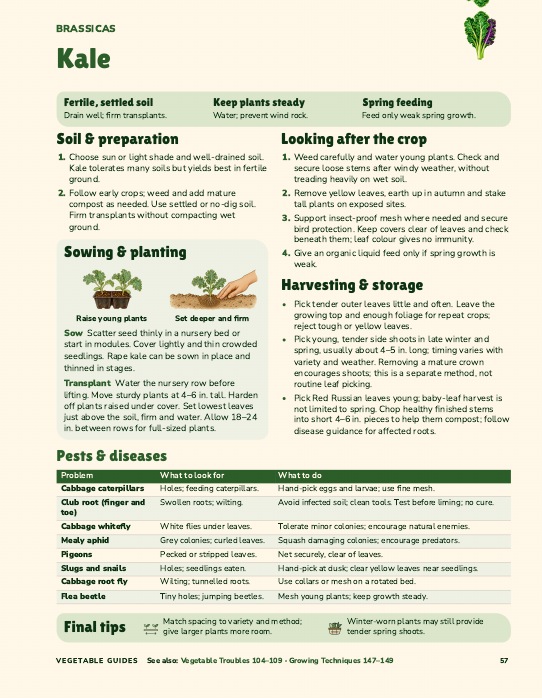 BRASSICAS
Kale
Fertile, settled soil
Drain well; firm transplants.
Keep plants steady
Water; prevent wind rock.
Spring feeding
Feed only weak spring growth.
Soil & preparation
1. Choose sun or light shade and well-drained soil.
Kale tolerates many soils but yields best in fertile
ground.
2. Follow early crops; weed and add mature
compost as needed. Use settled or no-dig soil.
Firm transplants without compacting wet
ground.
Sowing & planting
Raise young plants
Set deeper and firm
Sow Scatter seed thinly in a nursery bed or
start in modules. Cover lightly and thin crowded
seedlings. Rape kale can be sown in place and
thinned in stages.
Transplant Water the nursery row before
lifting. Move sturdy plants at 4–6 in. tall. Harden
off plants raised under cover. Set lowest leaves
just above the soil, firm and water. Allow 18–24
in. between rows for full-sized plants.
Looking after the crop
1. Weed carefully and water young plants. Check and
secure loose stems after windy weather, without
treading heavily on wet soil.
2. Remove yellow leaves, earth up in autumn and stake
tall plants on exposed sites.
3. Support insect-proof mesh where needed and secure
bird protection. Keep covers clear of leaves and check
beneath them; leaf colour gives no immunity.
4. Give an organic liquid feed only if spring growth is
weak.
Harvesting & storage
• Pick tender outer leaves little and often. Leave the
growing top and enough foliage for repeat crops;
reject tough or yellow leaves.
• Pick young, tender side shoots in late winter and
spring, usually about 4–5 in. long; timing varies with
variety and weather. Removing a mature crown
encourages shoots; this is a separate method, not
routine leaf picking.
• Pick Red Russian leaves young; baby-leaf harvest is
not limited to spring. Chop healthy finished stems
into short 4–6 in. pieces to help them compost; follow
disease guidance for affected roots.
Pests & diseases
Problem What to look for What to do
Cabbage caterpillars Holes; feeding caterpillars. Hand-pick eggs and larvae; use fine mesh.
Club root (finger and Swollen roots; wilting. Avoid infected soil; clean tools. Test before liming; no cure.
toe)
Cabbage whitefly White flies under leaves. Tolerate minor colonies; encourage natural enemies.
Mealy aphid Grey colonies; curled leaves. Squash damaging colonies; encourage predators.
Pigeons Pecked or stripped leaves. Net securely, clear of leaves.
Slugs and snails Holes; seedlings eaten. Hand-pick at dusk; clear yellow leaves near seedlings.
Cabbage root fly Wilting; tunnelled roots. Use collars or mesh on a rotated bed.
Flea beetle Tiny holes; jumping beetles. Mesh young plants; keep growth steady.
Final tips
Match spacing to variety and method;
give larger plants more room.
Winter-worn plants may still provide
tender spring shoots.
VEGETABLE GUIDES See also: Vegetable Troubles 104–109 · Growing Techniques 147–149 57